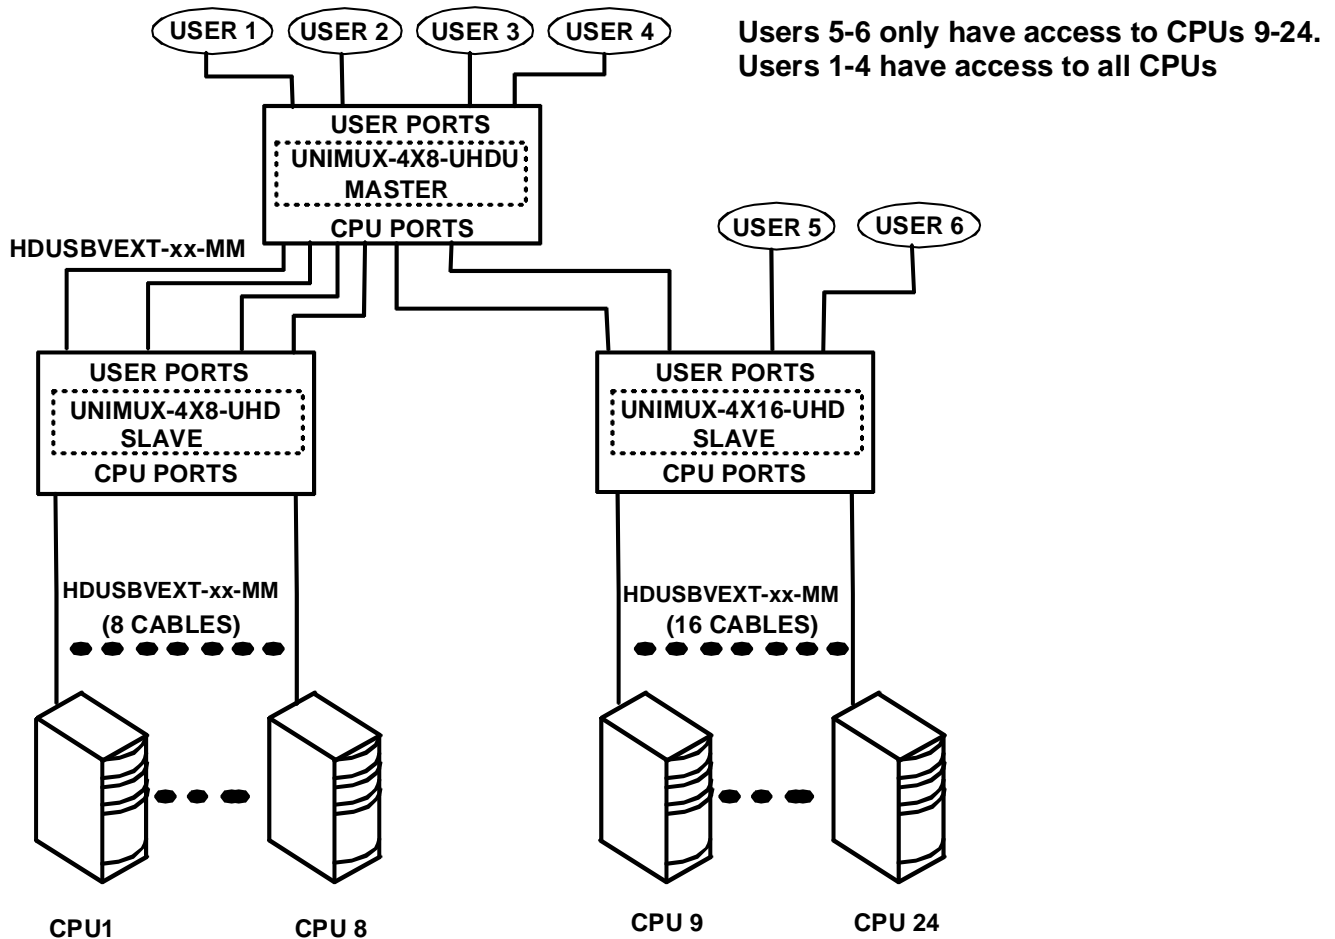 USER 1
USER 2
USER 3
USER 4
Users 5-6 only have access to CPUs 9-24.
Users 1-4 have access to all CPUs
USER PORTS
UNIMUX-4X8-UHDU
MASTER
CPU PORTS
HDUSBVEXT-xx-MM
USER 5
USER 6
USER PORTS
UNIMUX-4X8-UHD
SLAVE
CPU PORTS
USER PORTS
UNIMUX-4X16-UHD
SLAVE
CPU PORTS
HDUSBVEXT-xx-MM
(8 CABLES)
HDUSBVEXT-xx-MM
(16 CABLES)
CPU1
CPU 8
CPU 9
CPU 24